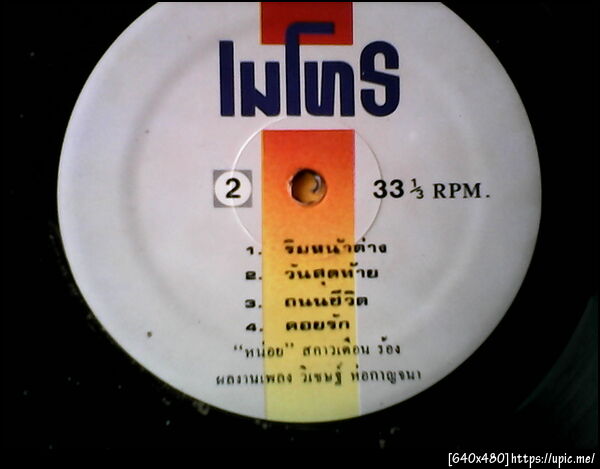 เมโทร
2 33 ⅓ RPM.
1. ริมหน้าต่าง
2. วันสุดท้าย
3. ถนนชีวิต
4. คอยรัก
"หน่อย" สกาวเดือน ร้อง
ผลงานเพลง วิเชษฐ์ ห่อกาญจนา
[640x480]https://upic.me/